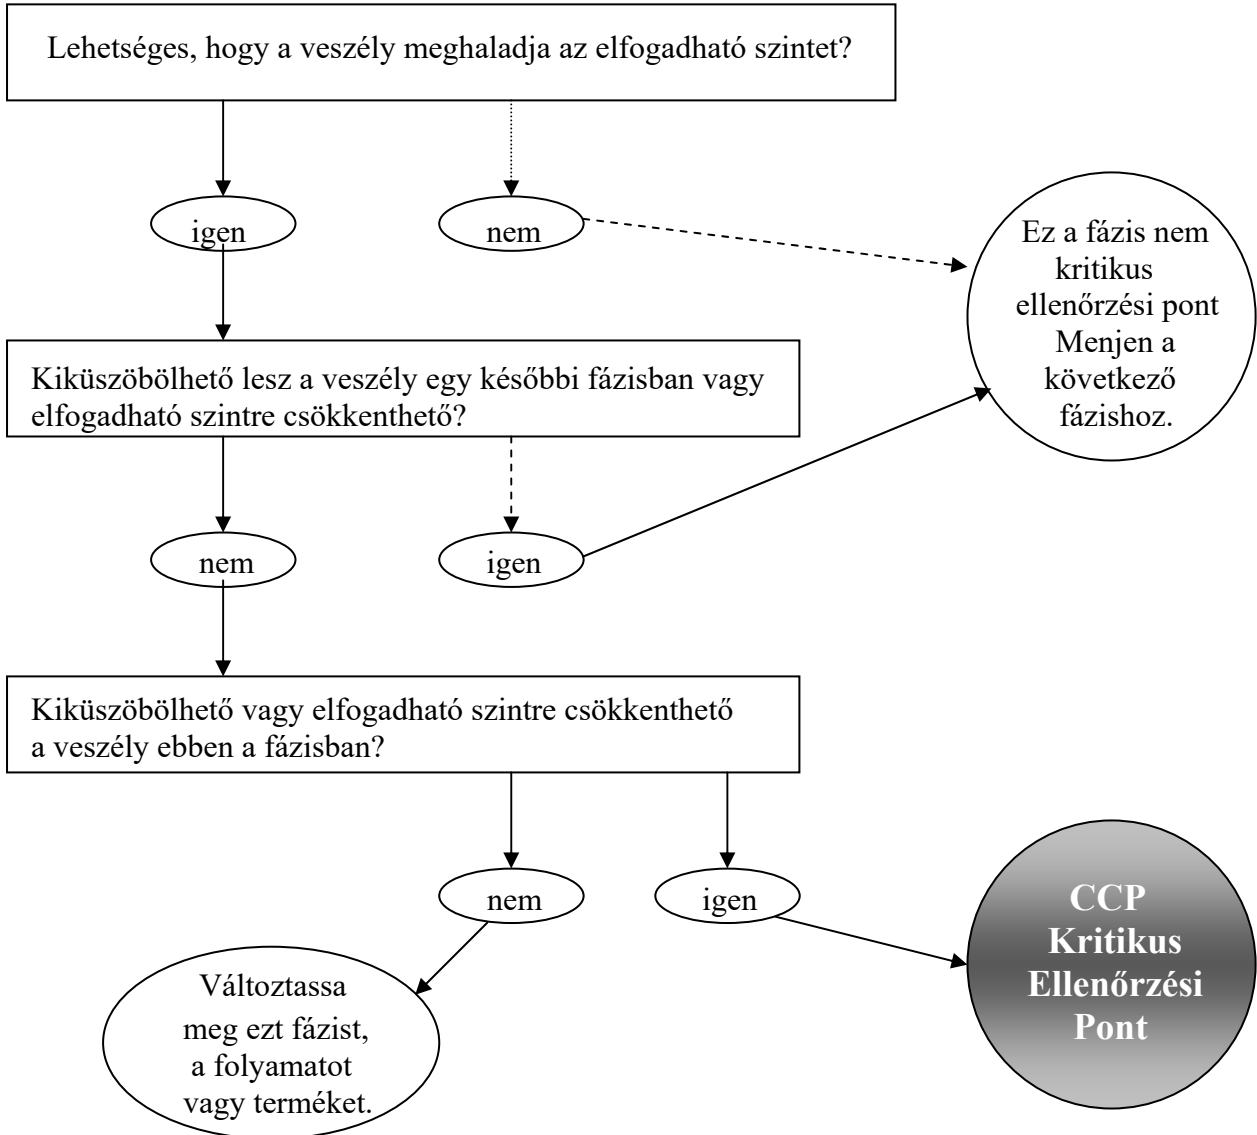 Lehetséges, hogy a veszély meghaladja az elfogadható szintet?
igen
nem
Ez a fázis nem
kritikus
ellenőrzési pont
Menjen a
következő
fázishoz.
Kiküszöbölhető lesz a veszély egy későbbi fázisban vagy
elfogadható szintre csökkenthető?
nem
igen
Kiküszöbölhető vagy elfogadható szintre csökkenthető
a veszély ebben a fázisban?
nem
igen
CCP
Kritikus
Ellenőrzési
Pont
Változtassa
meg ezt fázist,
a folyamatot
vagy terméket.